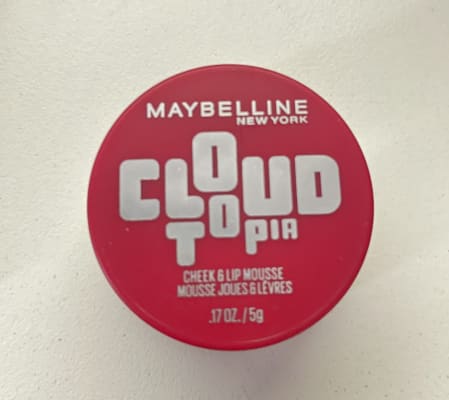 MAYBELLINE
NEW YORK
CLOUD
TOPIA
CHEEK & LIP MOUSSE
MOUSSE JOUES & LÈVRES
.17 OZ. / 5g